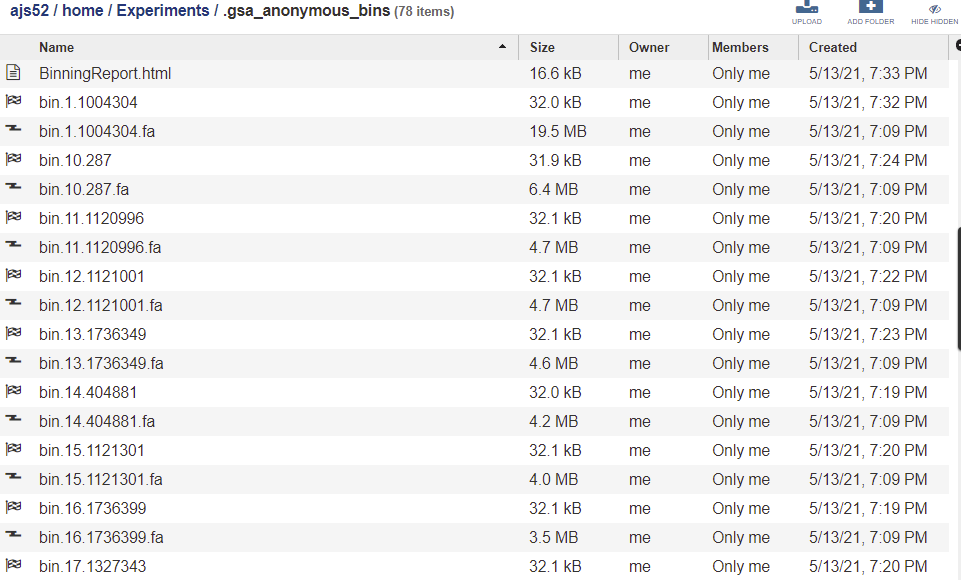 ajs52 / home / Experiments / .gsa_anonymous_bins (78 items)
UPLOAD ADD FOLDER HIDE HIDDEN
Name Size Owner Members Created
BinningReport.html 16.6 kB me Only me 5/13/21, 7:33 PM
bin.1.1004304 32.0 kB me Only me 5/13/21, 7:32 PM
bin.1.1004304.fa 19.5 MB me Only me 5/13/21, 7:09 PM
bin.10.287 31.9 kB me Only me 5/13/21, 7:24 PM
bin.10.287.fa 6.4 MB me Only me 5/13/21, 7:09 PM
bin.11.1120996 32.1 kB me Only me 5/13/21, 7:20 PM
bin.11.1120996.fa 4.7 MB me Only me 5/13/21, 7:09 PM
bin.12.1121001 32.1 kB me Only me 5/13/21, 7:22 PM
bin.12.1121001.fa 4.7 MB me Only me 5/13/21, 7:09 PM
bin.13.1736349 32.1 kB me Only me 5/13/21, 7:23 PM
bin.13.1736349.fa 4.6 MB me Only me 5/13/21, 7:09 PM
bin.14.404881 32.0 kB me Only me 5/13/21, 7:19 PM
bin.14.404881.fa 4.2 MB me Only me 5/13/21, 7:09 PM
bin.15.1121301 32.1 kB me Only me 5/13/21, 7:20 PM
bin.15.1121301.fa 4.0 MB me Only me 5/13/21, 7:09 PM
bin.16.1736399 32.1 kB me Only me 5/13/21, 7:19 PM
bin.16.1736399.fa 3.5 MB me Only me 5/13/21, 7:09 PM
bin.17.1327343 32.1 kB me Only me 5/13/21, 7:20 PM